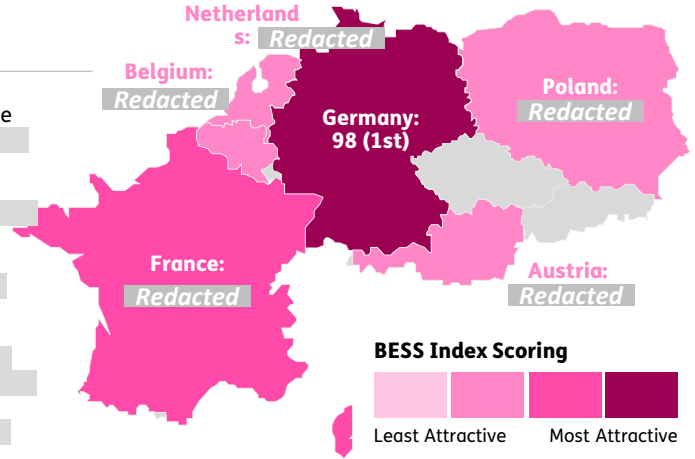 Netherland
s: Redacted
Belgium:
Redacted
e
Germany:
98 (1st)
Poland:
Redacted
France:
Redacted
Austria:
Redacted
BESS Index Scoring
Least Attractive Most Attractive